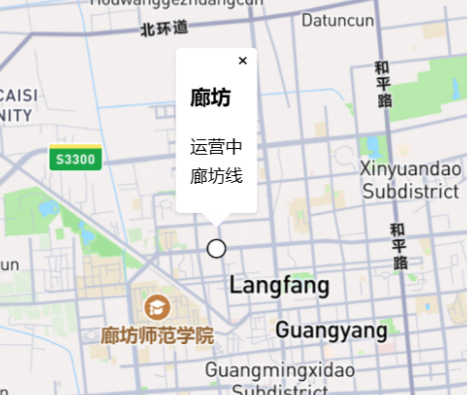 Houwanggezhuangcun
Datuncun
北环道
和平路
CAISI
NITY
S3300
廊坊
运营中
廊坊线
Xinyuandao
Subdistrict
和平路
un
Langfang
廊坊师范学院
Guangyang
Guangmingxidao
Subdistrict